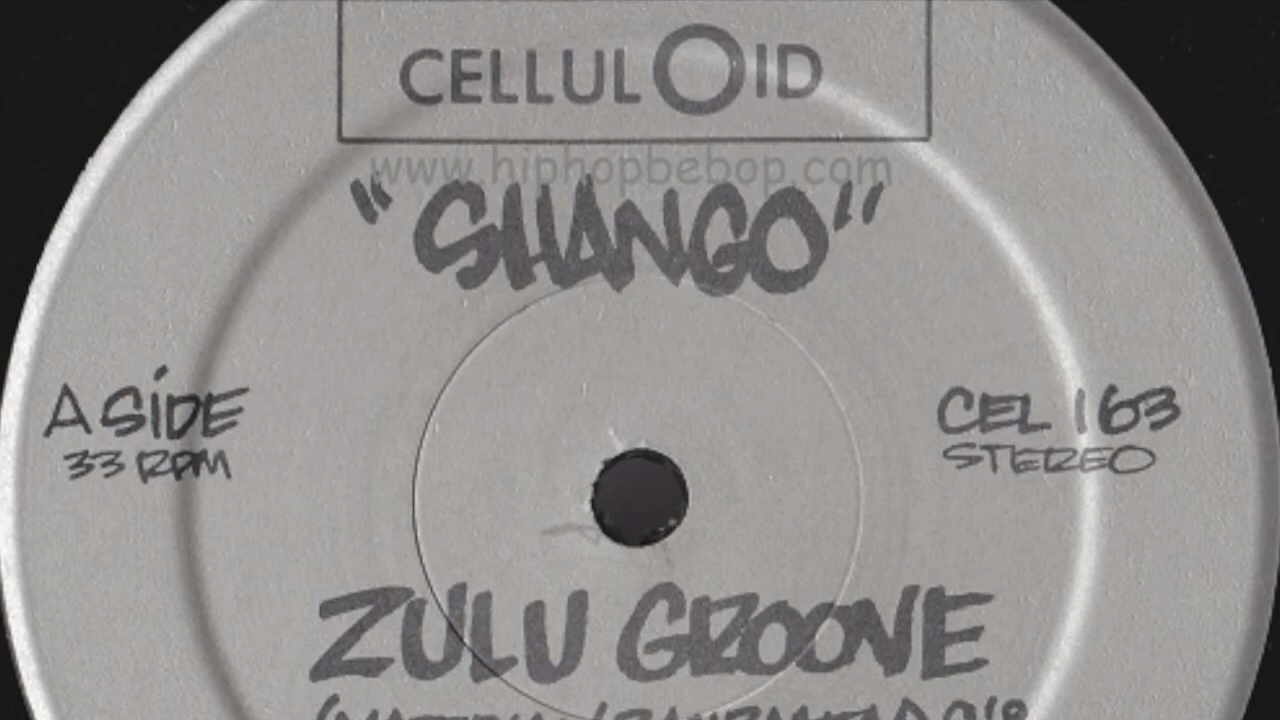 CELLULOID
www.hiphopbebop.com
"SHANGO"
A SIDE
33 RPM
CEL 163
STEREO
ZULU GROOVE